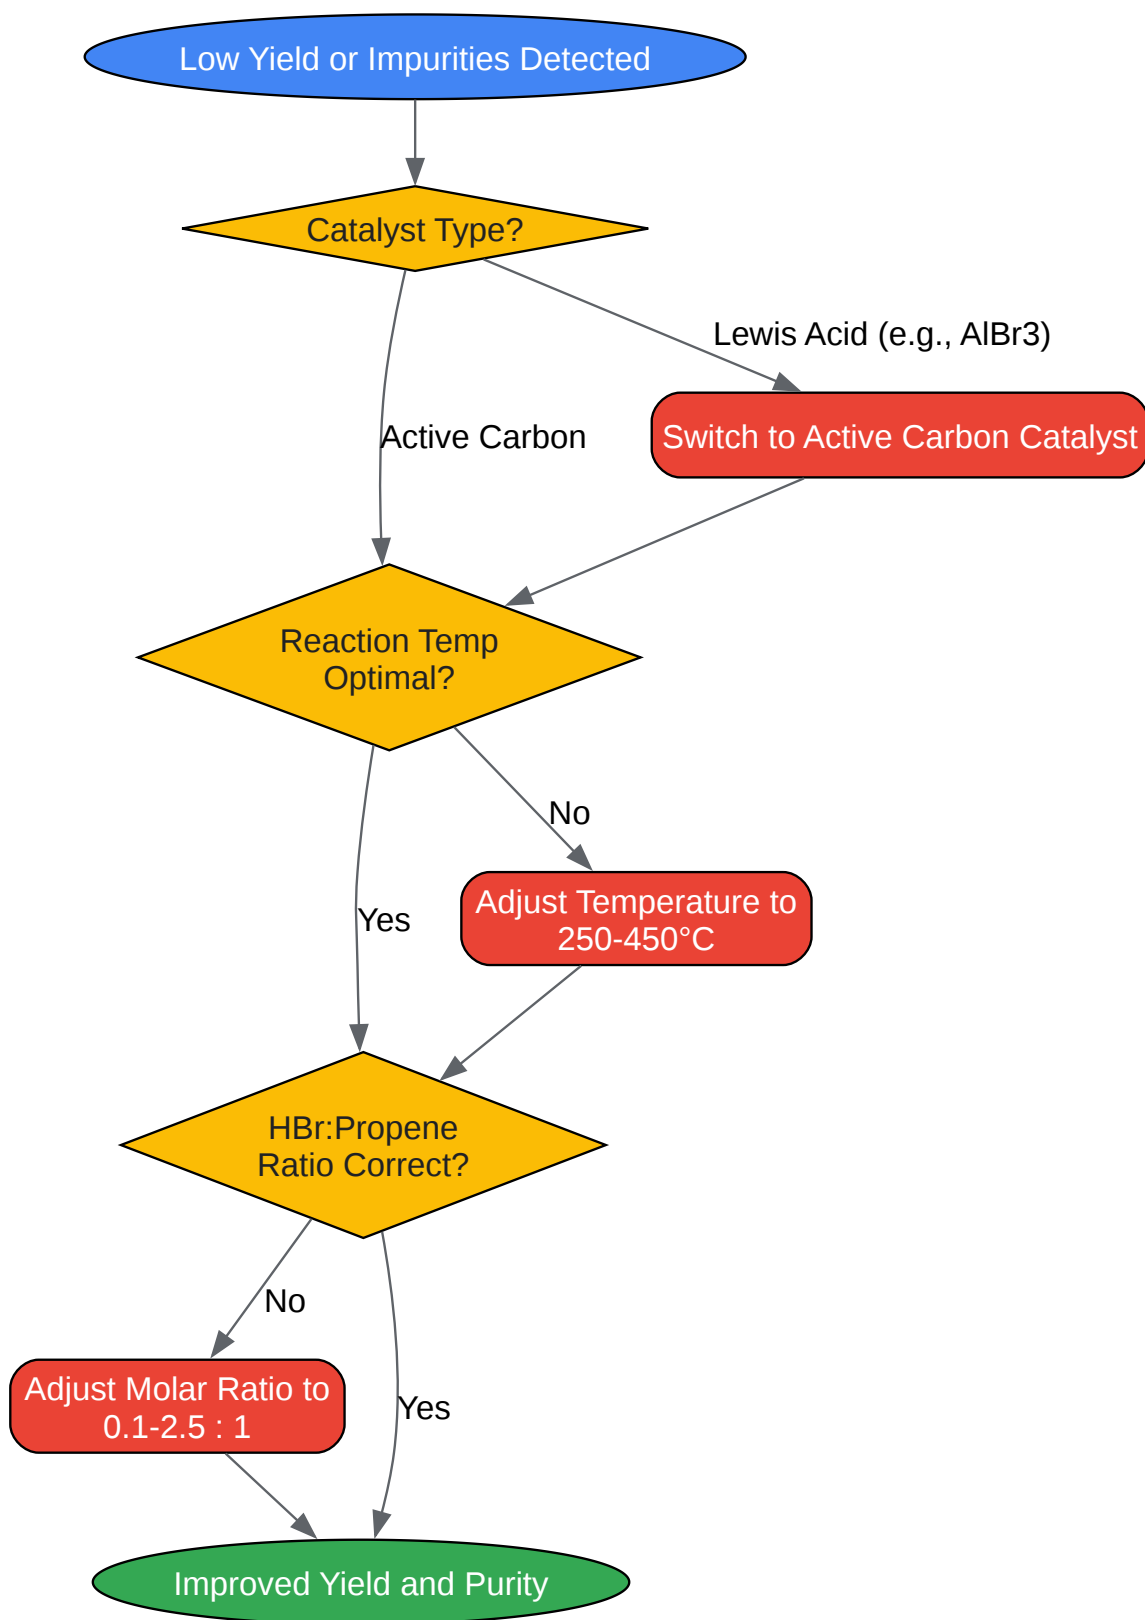 Low Yield or Impurities Detected
Catalyst Type?
Lewis Acid (e.g., AlBr3)
Active Carbon
Switch to Active Carbon Catalyst
Reaction Temp
Optimal?
No
Yes
Adjust Temperature to
250-450°C
HBr:Propene
Ratio Correct?
No
Adjust Molar Ratio to
0.1-2.5 : 1
Yes
Improved Yield and Purity